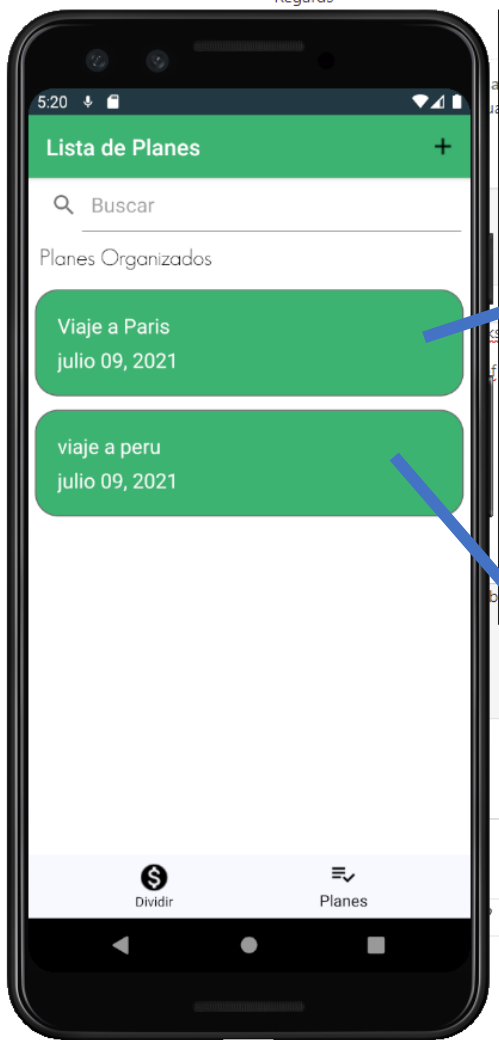 5:20
Lista de Planes
Buscar
Planes Organizados
Viaje a Paris
julio 09, 2021
viaje a peru
julio 09, 2021
Dividir
Planes